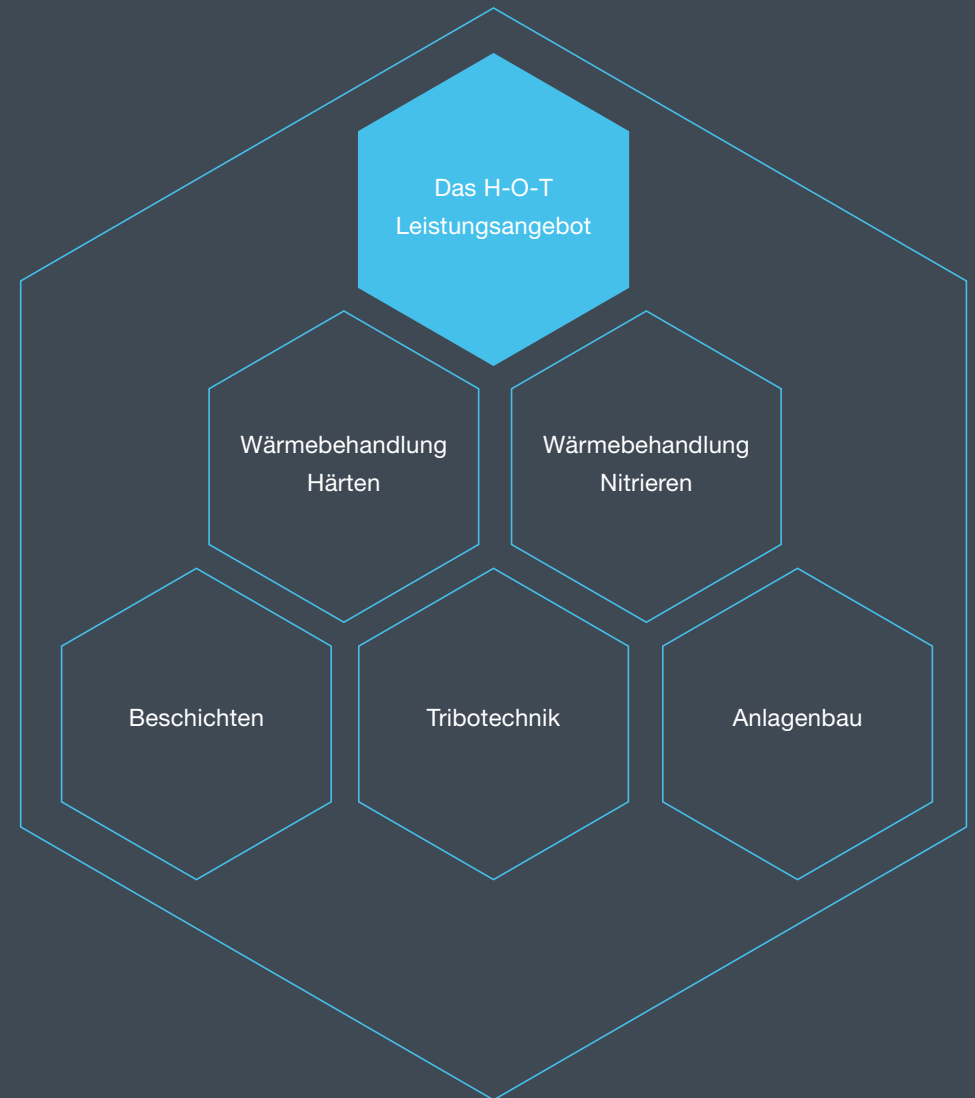 Das H-O-T
Leistungsangebot
Wärmebehandlung
Härten
Wärmebehandlung
Nitrieren
Beschichten
Tribotechnik
Anlagenbau